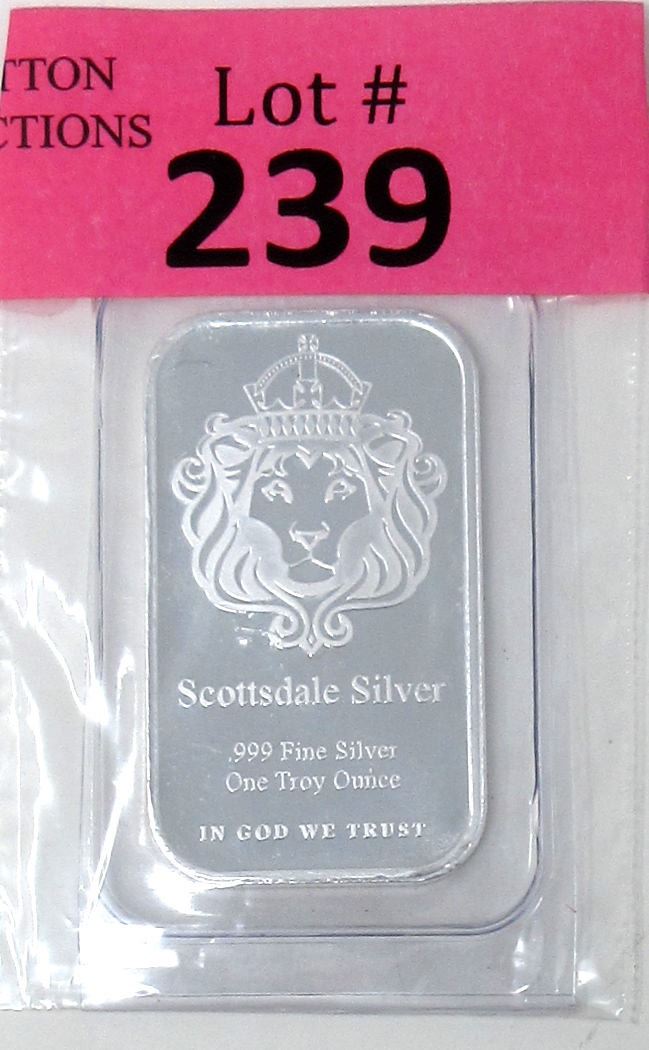 TTON
CTIONS
Lot #
239
Scottsdale Silver
.999 Fine Silver
One Troy Ounce
IN GOD WE TRUST